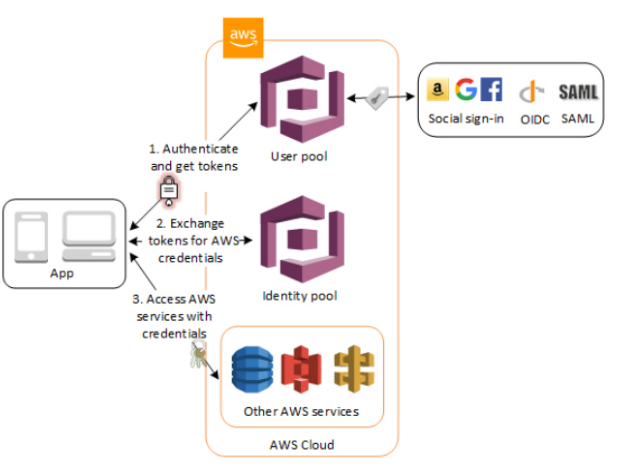 aws
a
G
f
SAML
Social sign-in
OIDC
SAML
User pool
1. Authenticate
and get tokens
2. Exchange
tokens for AWS
credentials
App
Identity pool
3. Access AWS
services with
credentials
Other AWS services
AWS Cloud